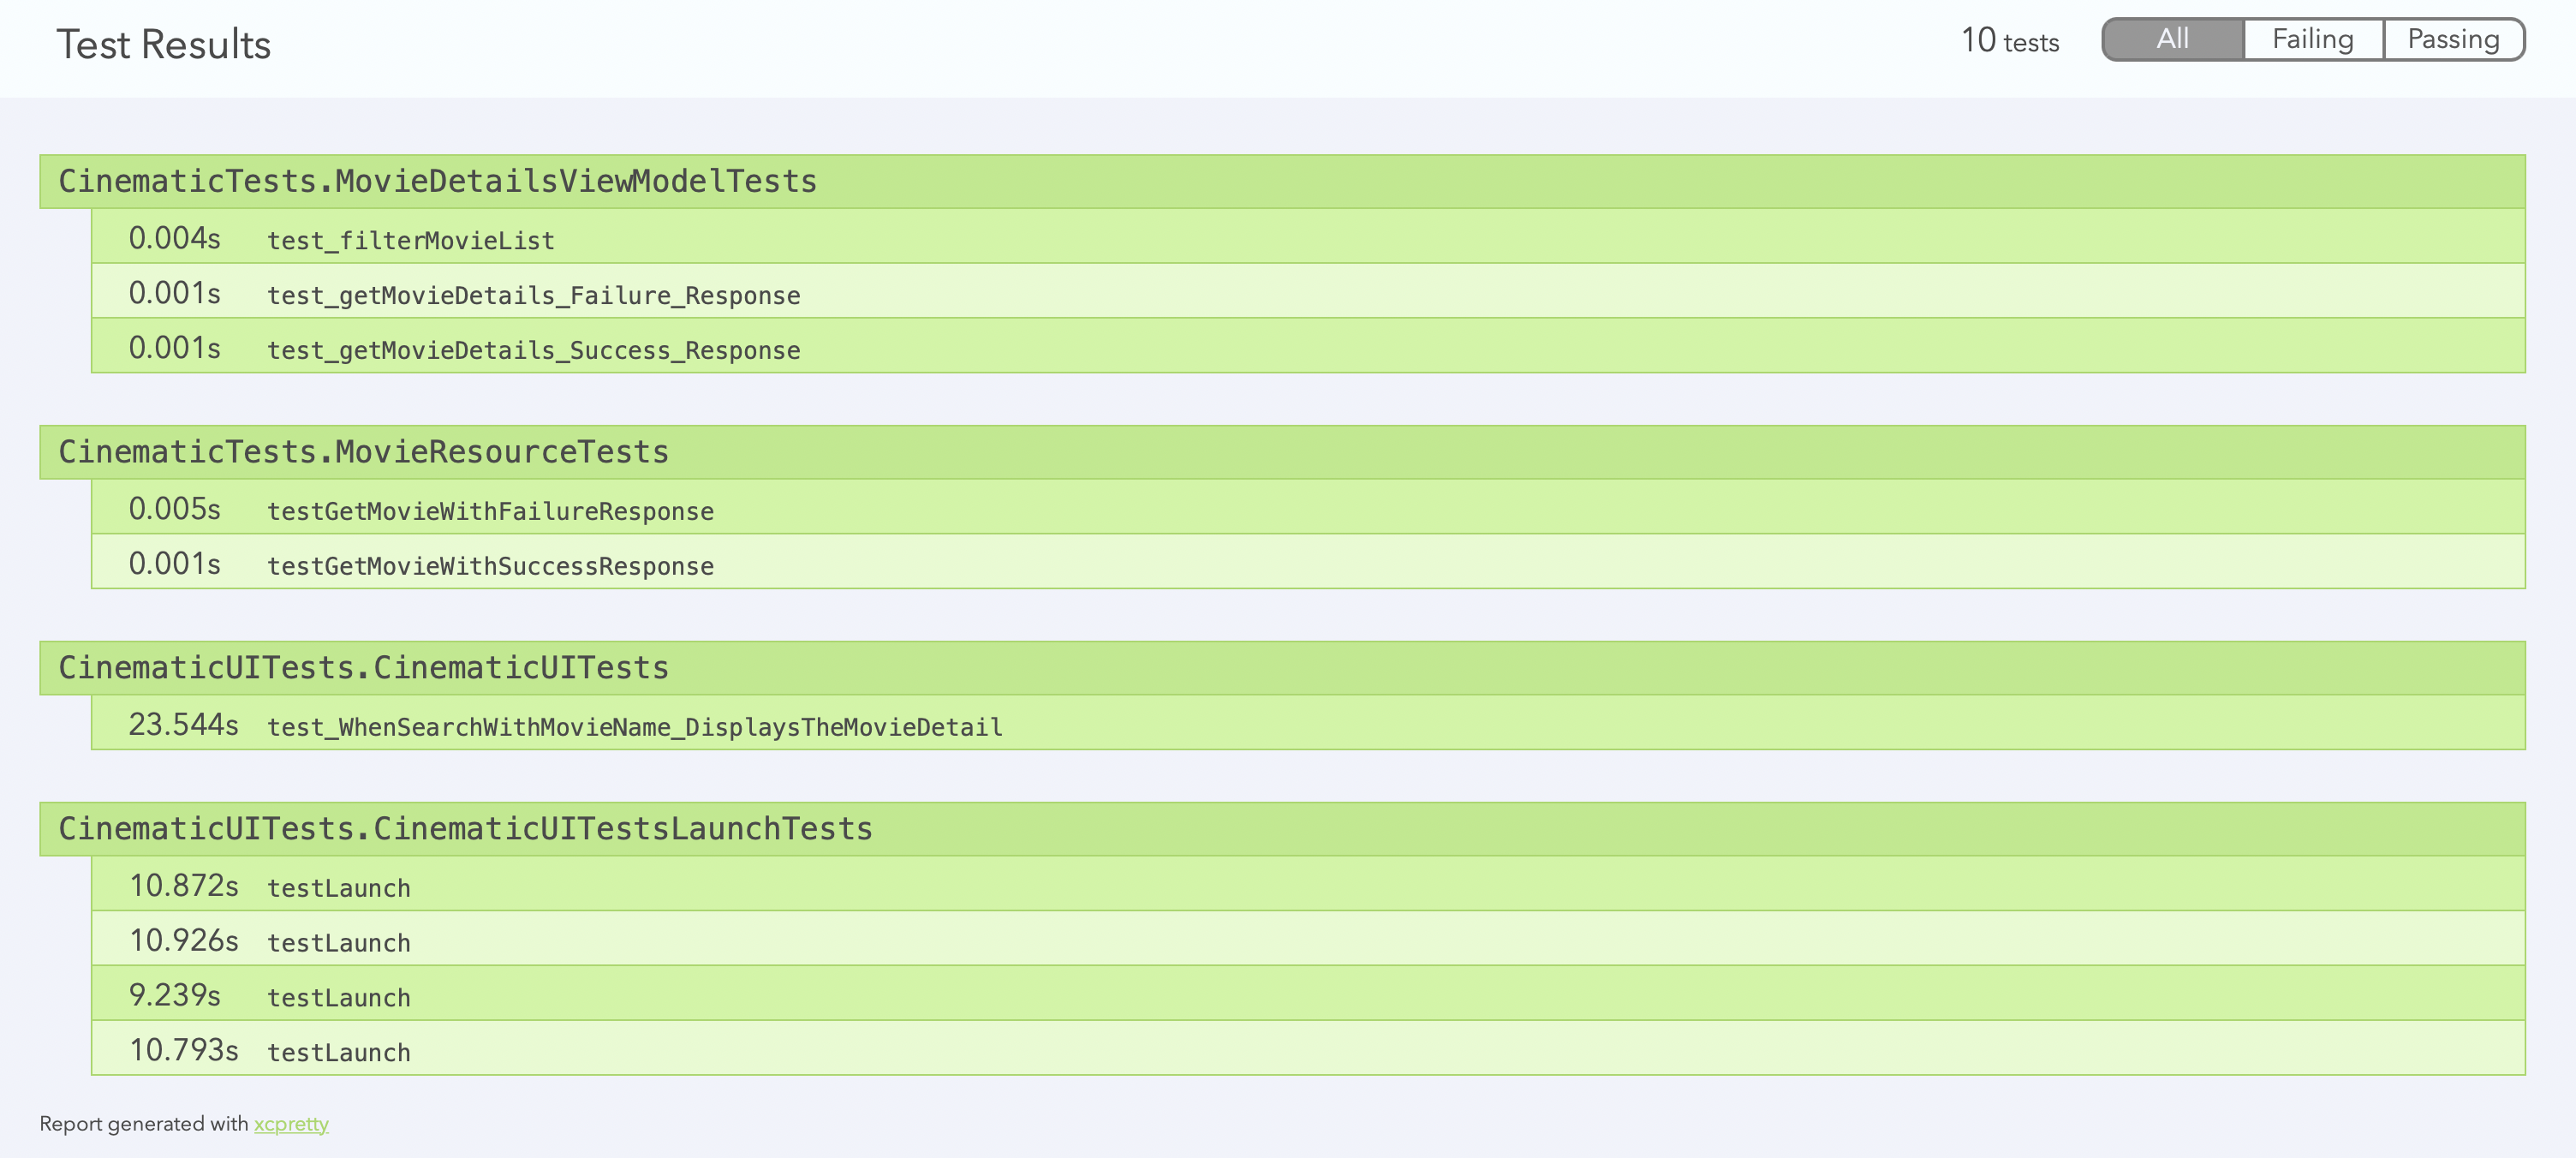 Test Results
10 tests All Failing Passing
CinematicTests.MovieDetailsViewModelTests
0.004s test_filterMovieList
0.001s test_getMovieDetails_Failure_Response
0.001s test_getMovieDetails_Success_Response
CinematicTests.MovieResourceTests
0.005s testGetMovieWithFailureResponse
0.001s testGetMovieWithSuccessResponse
CinematicUITests.CinematicUITests
23.544s test_WhenSearchWithMovieName_DisplaysTheMovieDetail
CinematicUITests.CinematicUITestsLaunchTests
10.872s testLaunch
10.926s testLaunch
9.239s testLaunch
10.793s testLaunch
Report generated with xcpretty